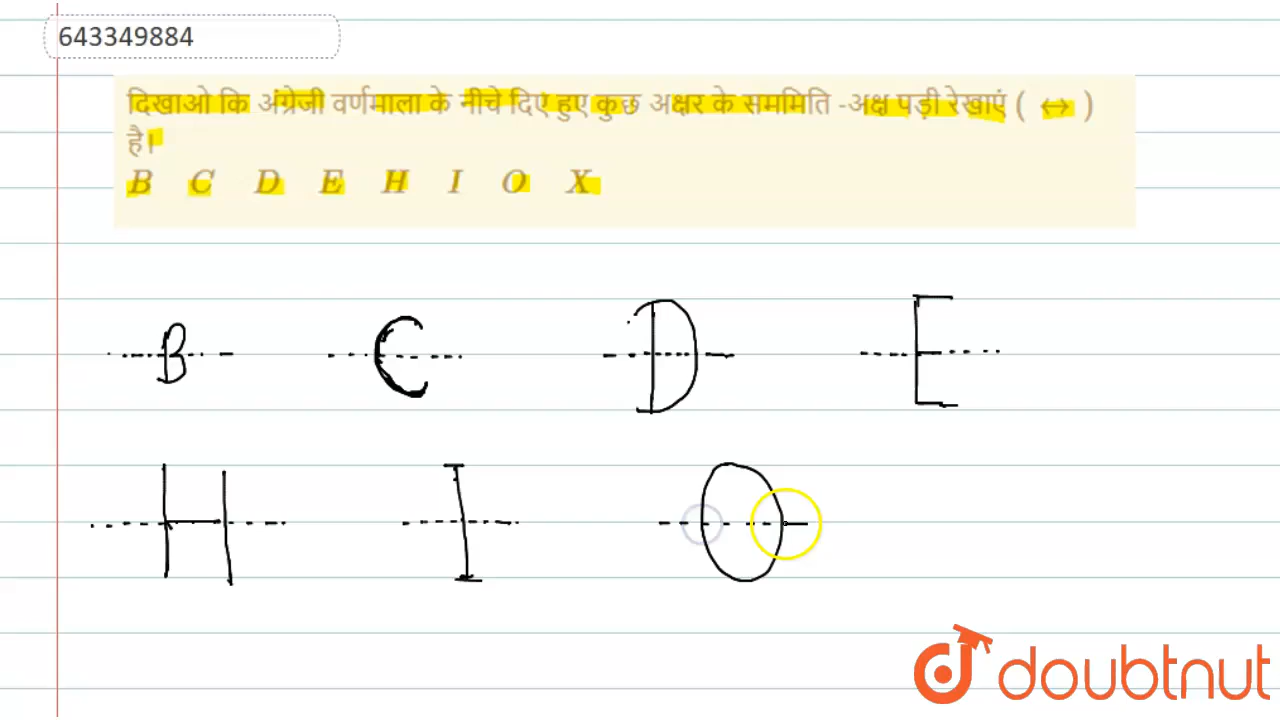 643349884
दिखाओ कि अंग्रेजी वर्णमाला के नीचे दिए हुए कुछ अक्षर के सममिति -अक्ष पड़ी रेखाएं ( ↔ )
है।
B C D E H I O X
B C D E
H I O
doubtnut